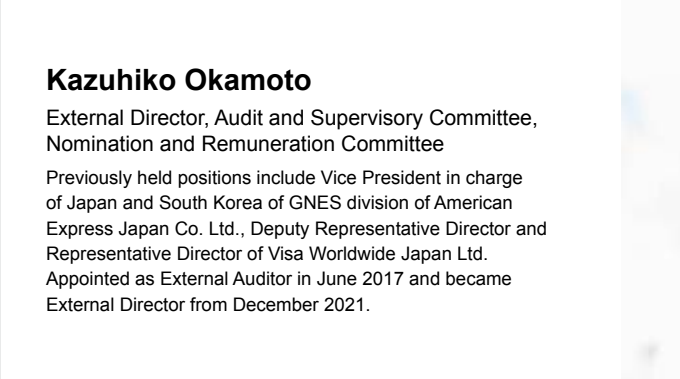 Kazuhiko Okamoto
External Director, Audit and Supervisory Committee,
Nomination and Remuneration Committee
Previously held positions include Vice President in charge
of Japan and South Korea of GNES division of American
Express Japan Co. Ltd., Deputy Representative Director and
Representative Director of Visa Worldwide Japan Ltd.
Appointed as External Auditor in June 2017 and became
External Director from December 2021.